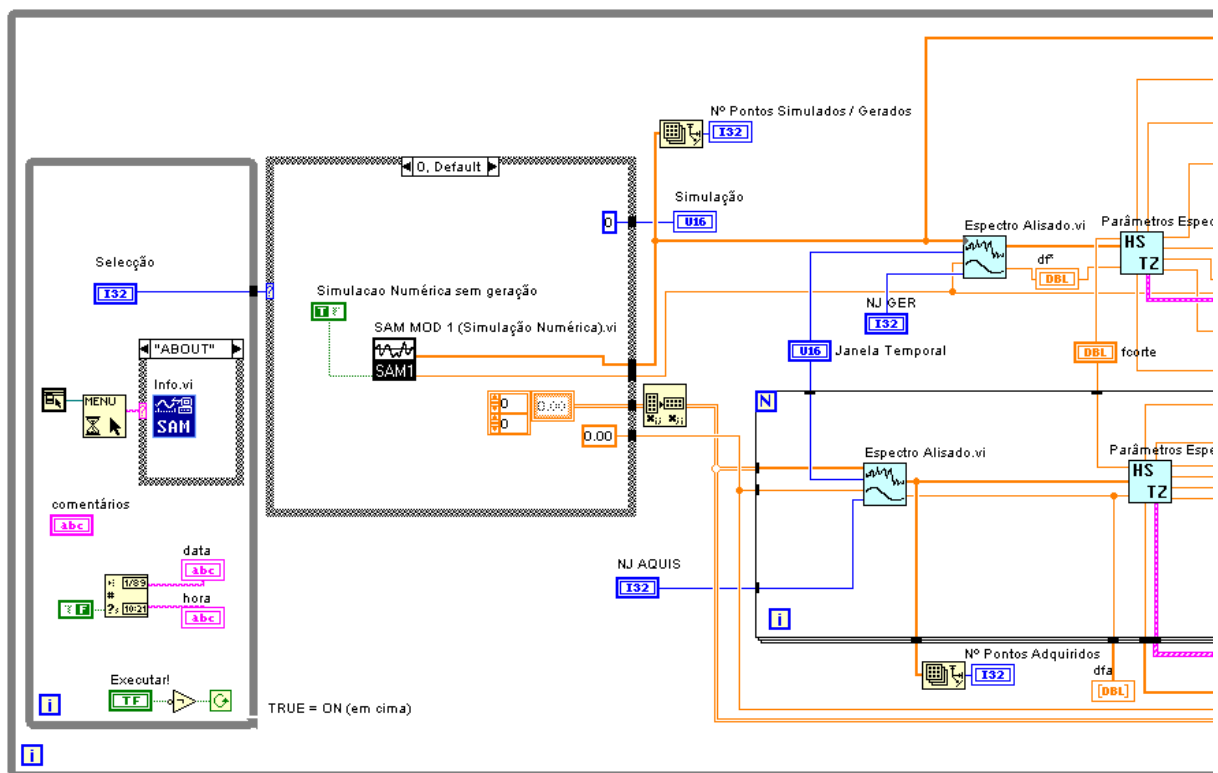 Nº Pontos Simulados / Gerados
I32
0, Default
Simulação
0
U16
Espectro Alisado.vi
Parâmetros Espec
HS
TZ
df*
DBL
Selecção
I32
Simulacao Numérica sem geração
T
NJ GER
I32
SAM MOD 1 (Simulação Numérica).vi
SAM1
U16
Janela Temporal
DBL
fcorte
"ABOUT"
Info.vi
MENU
SAM
0
0
0.00
0.00
N
Espectro Alisado.vi
Parâmetros Espe
HS
TZ
comentários
abc
data
abc
1/89
#
10:21
F
hora
abc
NJ AQUIS
I32
i
Nº Pontos Adquiridos
I32
dfa
[DBL]
Executar!
TF
i
TRUE = ON (em cima)
i